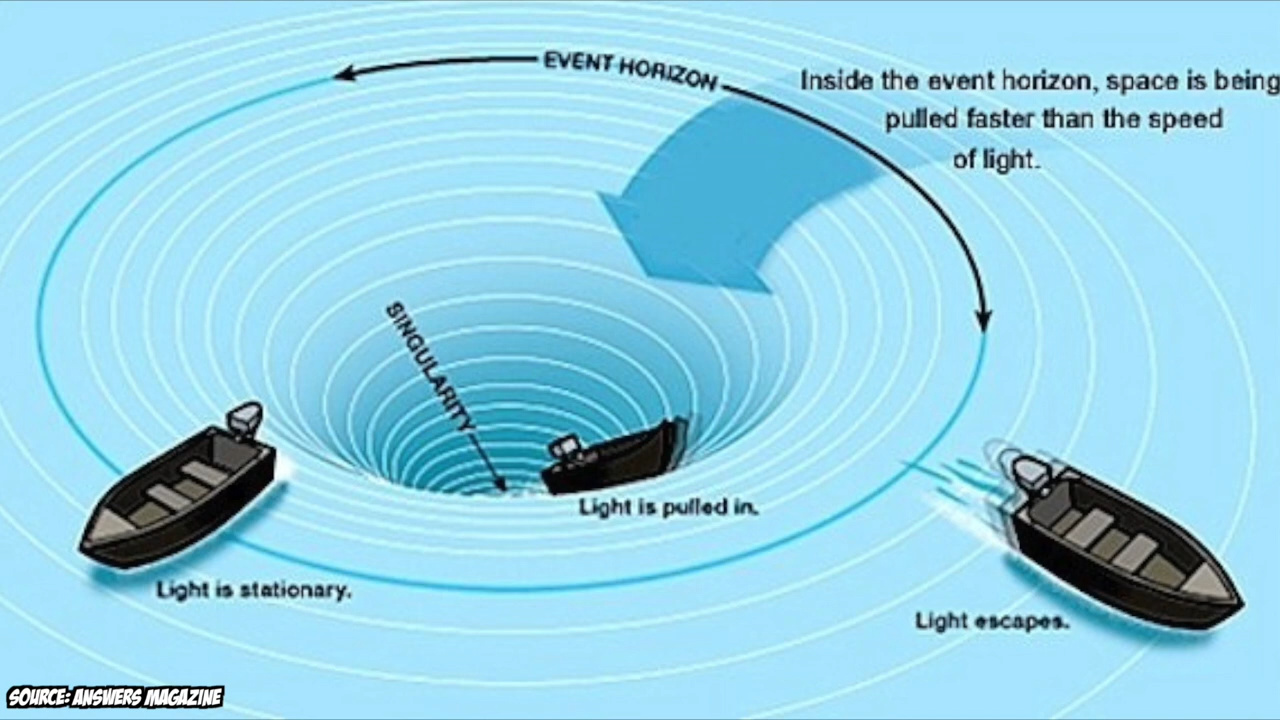 EVENT HORIZON
Inside the event horizon, space is being
pulled faster than the speed
of light.
SINGULARITY
Light is pulled in.
Light is stationary.
Light escapes.
SOURCE: ANSWERS MAGAZINE